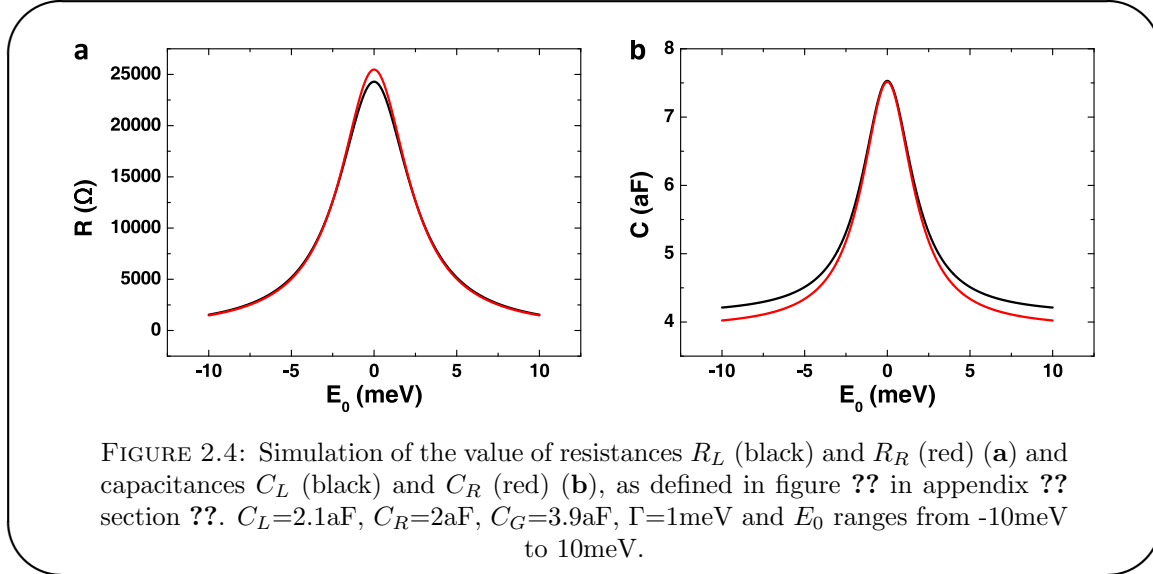 a
25000
20000
15000
10000
5000
0
R (Ω)
-10 -5 0 5 10
E0 (meV)
b
8
7
6
5
4
C (aF)
-10 -5 0 5 10
E0 (meV)
FIGURE 2.4: Simulation of the value of resistances RL (black) and RR (red) (a) and
capacitances CL (black) and CR (red) (b), as defined in figure ?? in appendix ??
section ??. CL=2.1aF, CR=2aF, CG=3.9aF, Γ=1meV and E0 ranges from -10meV
to 10meV.